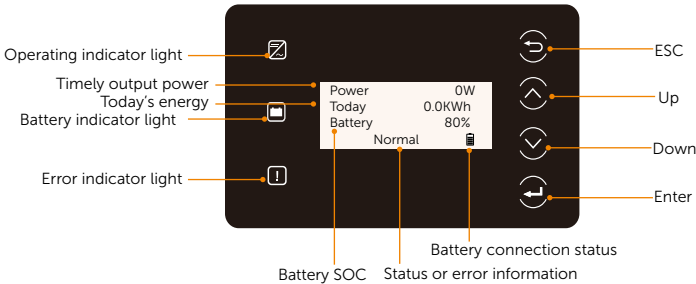 Operating indicator light
ESC
Timely output power
Power 0W
Today's energy
Today 0.0KWh
Up
Battery indicator light
Battery 80%
Normal
Down
Error indicator light
!
Enter
Battery connection status
Battery SOC
Status or error information